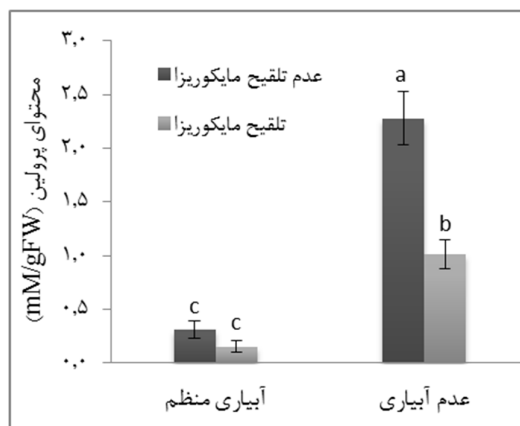 ۳,۰
۲,۵
۲,۰
۱,۵
۱,۰
۰,۵
۰,۰
محتوای پرولین (mM/gFW)
عدم تلقیح مایکوریزا
تلقیح مایکوریزا
a
b
c c
آبیاری منظم
عدم آبیاری